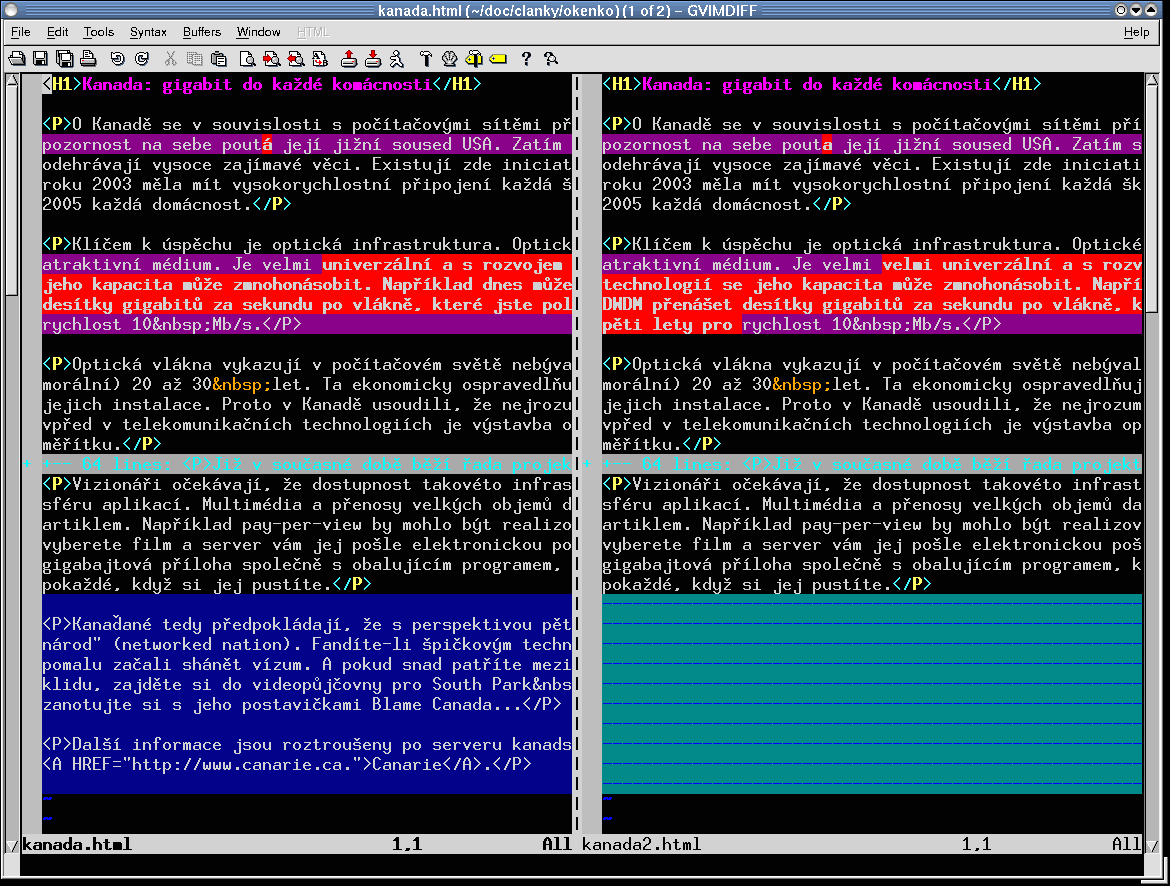 kanada.html (~/doc/clanky/okenko) (1 of 2) - GVIMDIFF
File Edit Tools Syntax Buffers Window HTML Help
<H1>Kanada: gigabit do každé komácnosti</H1>
<P>O Kanadě se v souvislosti s počítačovými sítěmi př
pozornost na sebe poutá její jižní soused USA. Zatím
odehrávají vysoce zajímavé věci. Existují zde iniciat
roku 2003 měla mít vysokorychlostní připojení každá š
2005 každá domácnost.</P>
<P>Klíčem k úspěchu je optická infrastruktura. Optick
atraktivní médium. Je velmi univerzální a s rozvojem
jeho kapacita může zmnohonásobit. Například dnes může
desítky gigabitů za sekundu po vlákně, které jste pol
rychlost 10&nbsp;Mb/s.</P>
<P>Optická vlákna vykazují v počítačovém světě nebýva
morální) 20 až 30&nbsp;let. Ta ekonomicky ospravedlňu
jejich instalace. Proto v Kanadě usoudili, že nejrozu
vpřed v telekomunikačních technologiích je výstavba o
měřítku.</P>
+ +-- 64 lines: <P>Již v současné době běží řada projek
<P>Vizionáři očekávají, že dostupnost takovéto infras
sféru aplikací. Multimédia a přenosy velkých objemů d
artiklem. Například pay-per-view by mohlo být realizo
vyberete film a server vám jej pošle elektronickou po
gigabajtová příloha společně s obalujícím programem,
pokaždé, když si jej pustíte.</P>
<P>Kanaďané tedy předpokládají, že s perspektivou pět
národ" (networked nation). Fandíte-li špičkovým techn
pomalu začali shánět vízum. A pokud snad patříte mezi
klidu, zajděte si do videopůjčovny pro South Park&nbs
zanotujte si s jeho postavičkami Blame Canada...</P>
<P>Další informace jsou roztroušeny po serveru kanads
<A HREF="http://www.canarie.ca.">Canarie</A>.</P>
~
~
kanada.html 1,1 All
<H1>Kanada: gigabit do každé komácnosti</H1>
<P>O Kanadě se v souvislosti s počítačovými sítěmi pří
pozornost na sebe pouta její jižní soused USA. Zatím s
odehrávají vysoce zajímavé věci. Existují zde iniciati
roku 2003 měla mít vysokorychlostní připojení každá šk
2005 každá domácnost.</P>
<P>Klíčem k úspěchu je optická infrastruktura. Optické
atraktivní médium. Je velmi velmi univerzální a s rozv
technologií se jeho kapacita může zmnohonásobit. Napří
DWDM přenášet desítky gigabitů za sekundu po vlákně, k
pěti lety pro rychlost 10&nbsp;Mb/s.</P>
<P>Optická vlákna vykazují v počítačovém světě nebýval
morální) 20 až 30&nbsp;let. Ta ekonomicky ospravedlňuj
jejich instalace. Proto v Kanadě usoudili, že nejrozum
vpřed v telekomunikačních technologiích je výstavba op
měřítku.</P>
+ +-- 64 lines: <P>Již v současné době běží řada projekt
<P>Vizionáři očekávají, že dostupnost takovéto infrast
sféru aplikací. Multimédia a přenosy velkých objemů da
artiklem. Například pay-per-view by mohlo být realizov
vyberete film a server vám jej pošle elektronickou poš
gigabajtová příloha společně s obalujícím programem, k
pokaždé, když si jej pustíte.</P>
~
~
kanada2.html 1,1 All